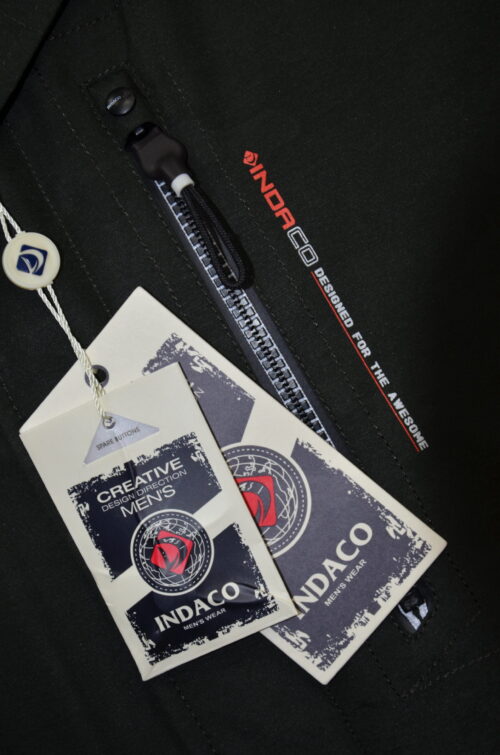 INDACO
DESIGNED FOR THE AWESOME
SPARE BUTTONS
CREATIVE
DESIGN DIRECTION
MEN'S
INDACO
MEN'S WEAR
INDACO
MEN'S WEAR